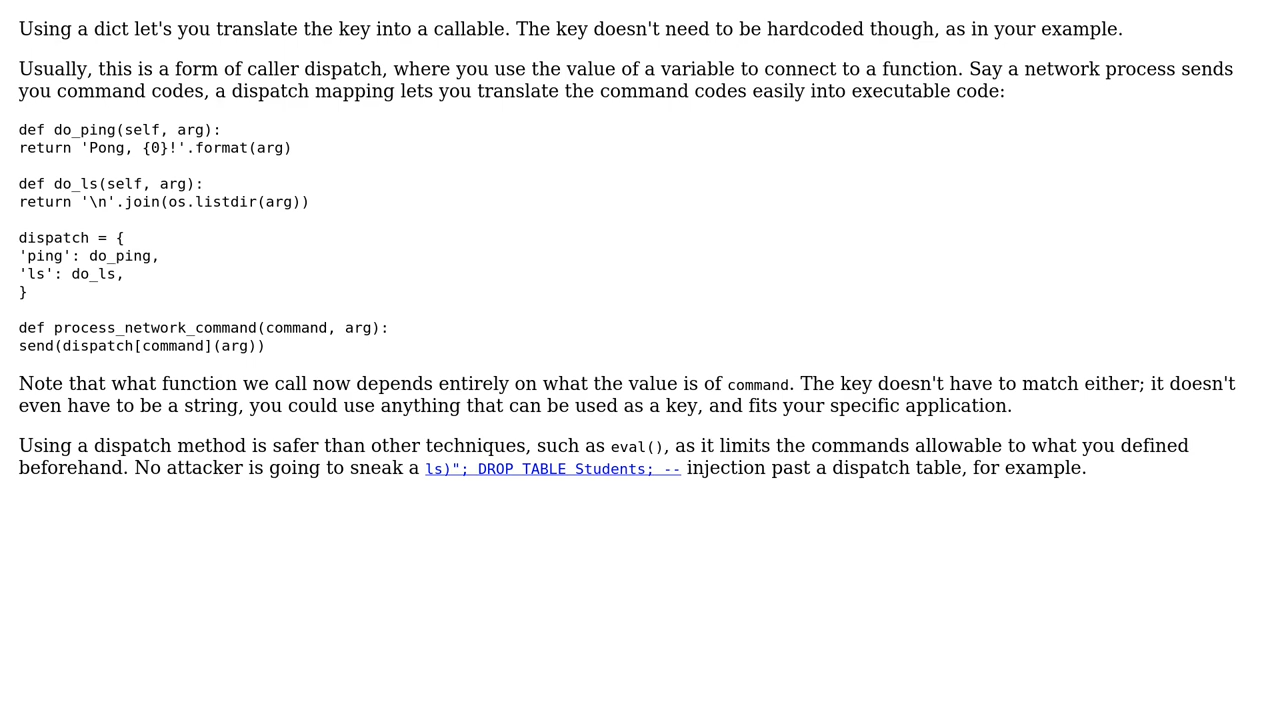 Using a dict let's you translate the key into a callable. The key doesn't need to be hardcoded though, as in your example.
Usually, this is a form of caller dispatch, where you use the value of a variable to connect to a function. Say a network process sends
you command codes, a dispatch mapping lets you translate the command codes easily into executable code:
def do_ping(self, arg):
return 'Pong, {0}!'.format(arg)
def do_ls(self, arg):
return '\n'.join(os.listdir(arg))
dispatch = {
'ping': do_ping,
'ls': do_ls,
}
def process_network_command(command, arg):
send(dispatch[command](arg))
Note that what function we call now depends entirely on what the value is of command. The key doesn't have to match either; it doesn't
even have to be a string, you could use anything that can be used as a key, and fits your specific application.
Using a dispatch method is safer than other techniques, such as eval(), as it limits the commands allowable to what you defined
beforehand. No attacker is going to sneak a ls)"; DROP TABLE Students; -- injection past a dispatch table, for example.